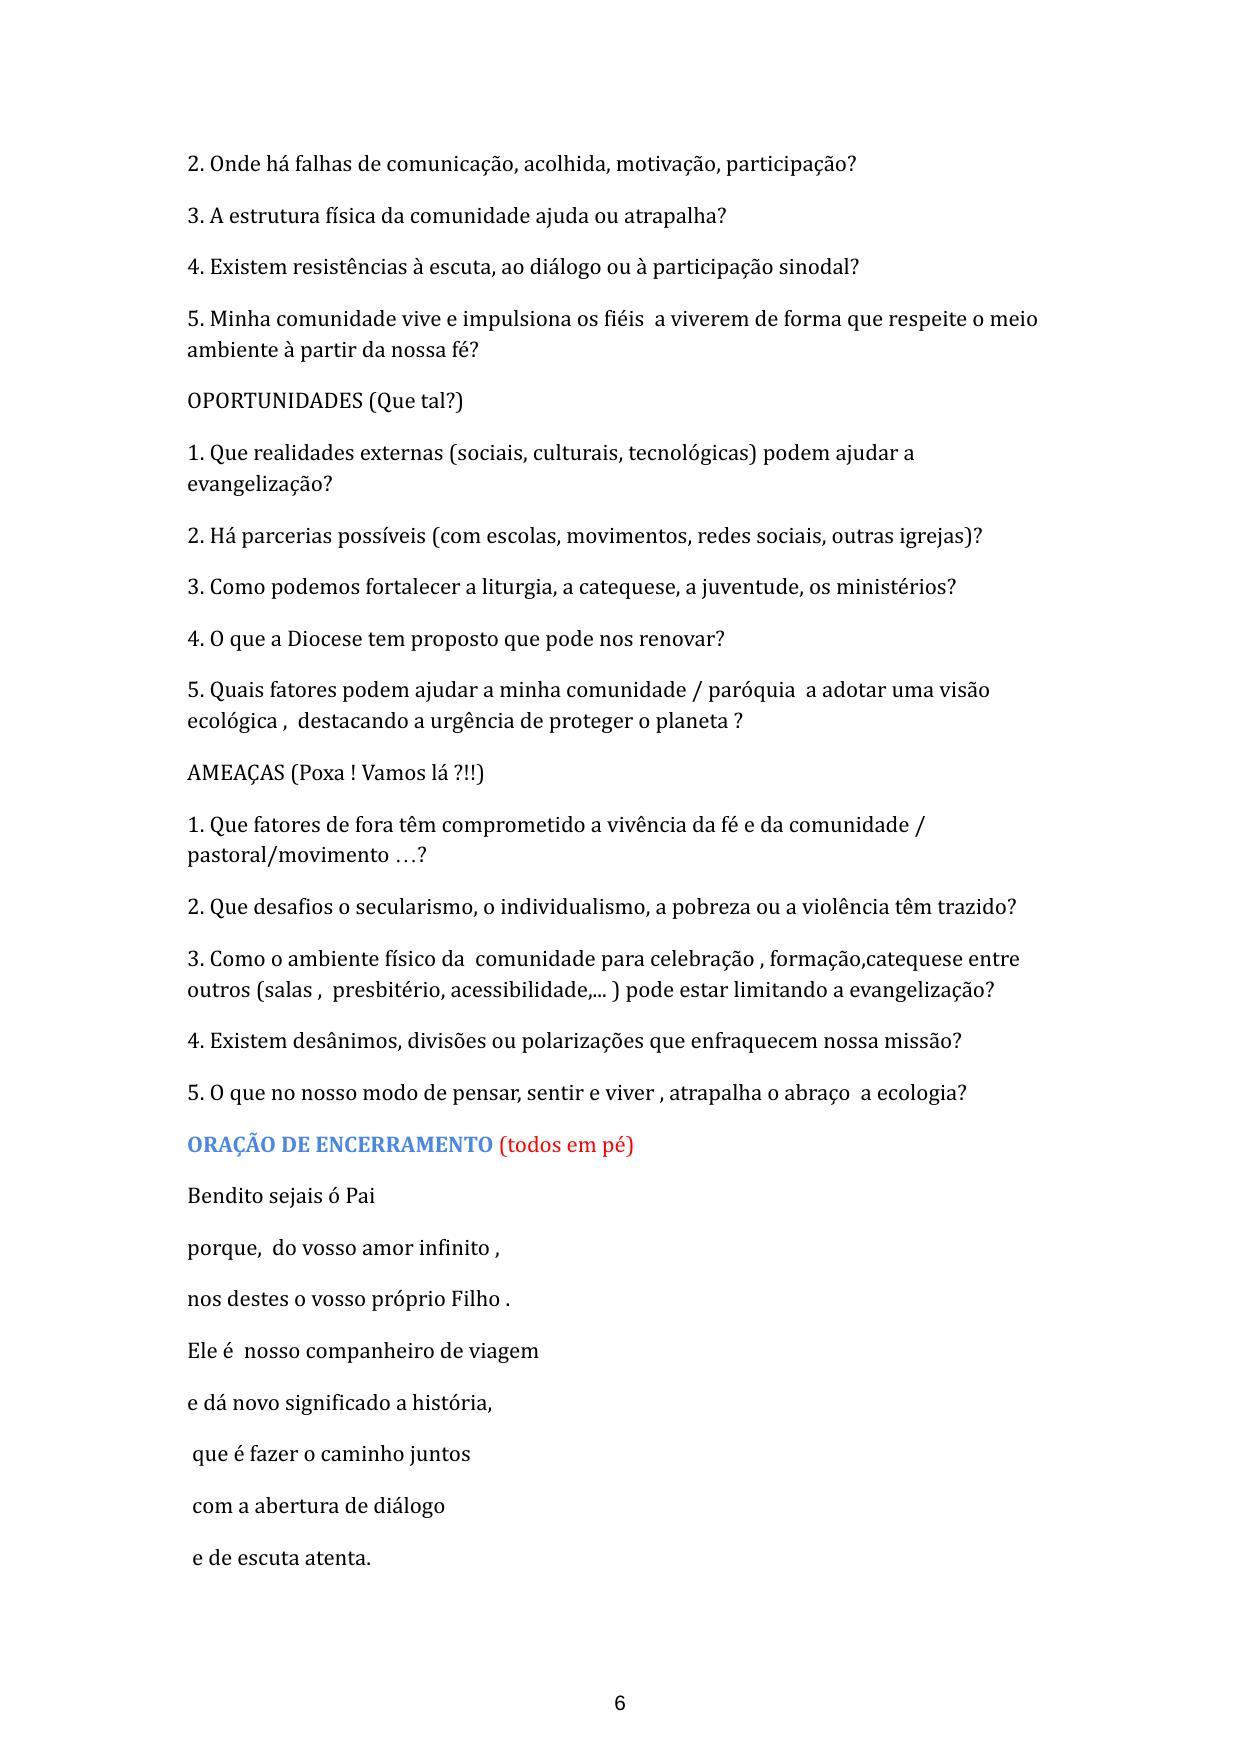 2. Onde há falhas de comunicação, acolhida, motivação, participação?
3. A estrutura física da comunidade ajuda ou atrapalha?
4. Existem resistências à escuta, ao diálogo ou à participação sinodal?
5. Minha comunidade vive e impulsiona os fiéis  a viverem de forma que respeite o meio
ambiente à partir da nossa fé?
OPORTUNIDADES (Que tal?)
1. Que realidades externas (sociais, culturais, tecnológicas) podem ajudar a
evangelização?
2. Há parcerias possíveis (com escolas, movimentos, redes sociais, outras igrejas)?
3. Como podemos fortalecer a liturgia, a catequese, a juventude, os ministérios?
4. O que a Diocese tem proposto que pode nos renovar?
5. Quais fatores podem ajudar a minha comunidade / paróquia  a adotar uma visão
ecológica ,  destacando a urgência de proteger o planeta ?
AMEAÇAS (Poxa ! Vamos lá ?!!)
1. Que fatores de fora têm comprometido a vivência da fé e da comunidade /
pastoral/movimento …?
2. Que desafios o secularismo, o individualismo, a pobreza ou a violência têm trazido?
3. Como o ambiente físico da  comunidade para celebração , formação,catequese entre
outros (salas ,  presbitério, acessibilidade,... ) pode estar limitando a evangelização?
4. Existem desânimos, divisões ou polarizações que enfraquecem nossa missão?
5. O que no nosso modo de pensar, sentir e viver , atrapalha o abraço  a ecologia?
ORAÇÃO DE ENCERRAMENTO (todos em pé)
Bendito sejais ó Pai
porque,  do vosso amor infinito ,
nos destes o vosso próprio Filho .
Ele é  nosso companheiro de viagem
e dá novo significado a história,
que é fazer o caminho juntos
com a abertura de diálogo
e de escuta atenta.
6